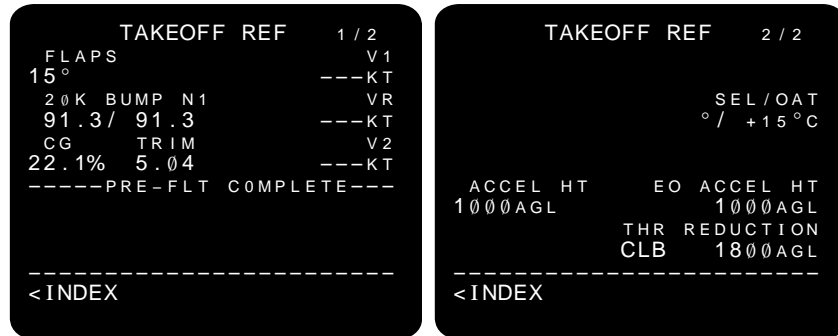 TAKEOFF REF 1/2
FLAPS V1
15° ---KT
20K BUMP N1 VR
91.3/ 91.3 ---KT
CG TRIM V2
22.1% 5.04 ---KT
-----PRE-FLT COMPLETE---
<INDEX
TAKEOFF REF 2/2
SEL/OAT
°/ +15°C
ACCEL HT EO ACCEL HT
1000AGL 1000AGL
THR REDUCTION
CLB 1800AGL
<INDEX